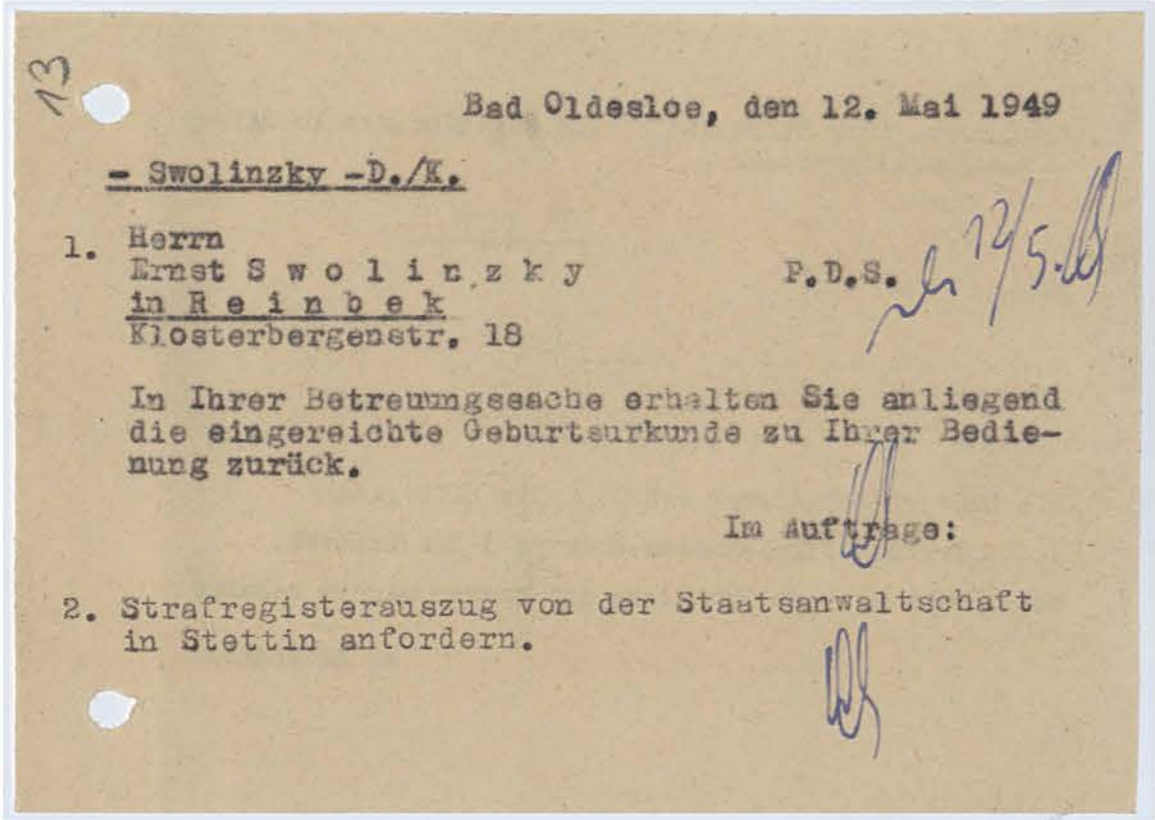 13
Bad Oldesloe, den 12. Mai 1949
- Swolinzky -D./K.
1. Herrn
Ernst S w o l i n z k y
F.D.S. 12/5.
in R e i n b e k
Klosterbergenstr. 18
In Ihrer Betreuungssache erhalten Sie anliegend
die eingereichte Geburtsurkunde zu Ihrer Bedie-
nung zurück.
Im Auftrage:
2. Strafregisterauszug von der Staatsanwaltschaft
in Stettin anfordern.